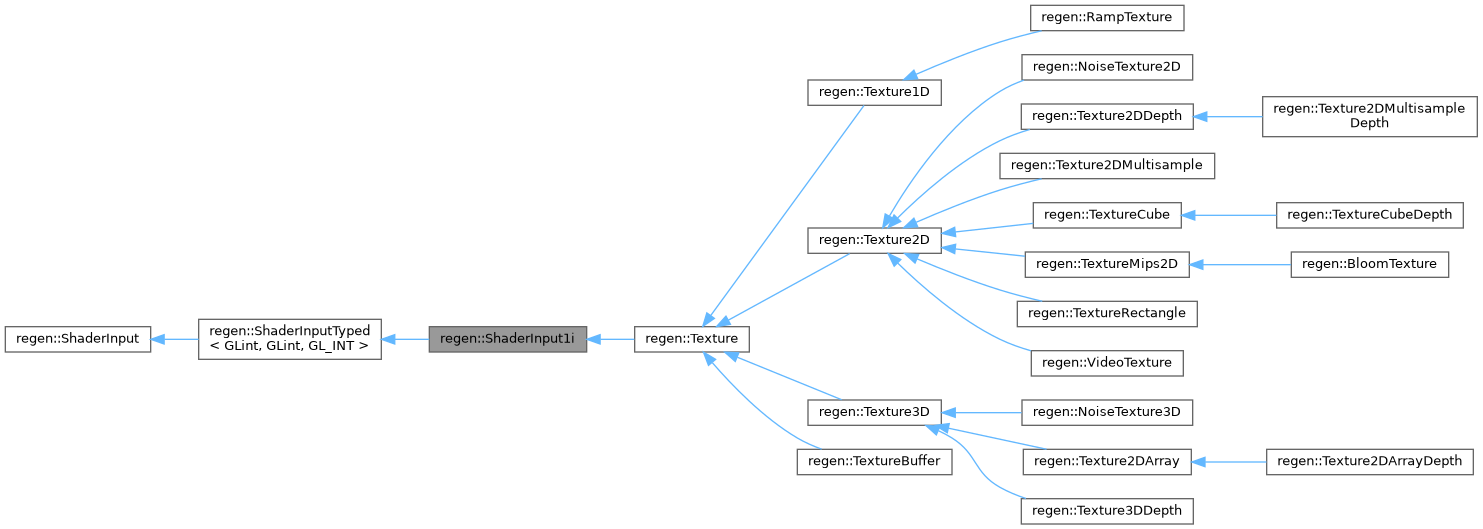 regen::RampTexture
regen::NoiseTexture2D
regen::Texture1D
regen::Texture2DMultisample
Depth
regen::Texture2DDepth
regen::Texture2DMultisample
regen::TextureCube
regen::TextureCubeDepth
regen::Texture2D
regen::TextureMips2D
regen::BloomTexture
regen::TextureRectangle
regen::ShaderInput
regen::ShaderInputTyped
< GLint, GLint, GL_INT >
regen::ShaderInput1i
regen::Texture
regen::VideoTexture
regen::Texture3D
regen::NoiseTexture3D
regen::TextureBuffer
regen::Texture2DArray
regen::Texture2DArrayDepth
regen::Texture3DDepth